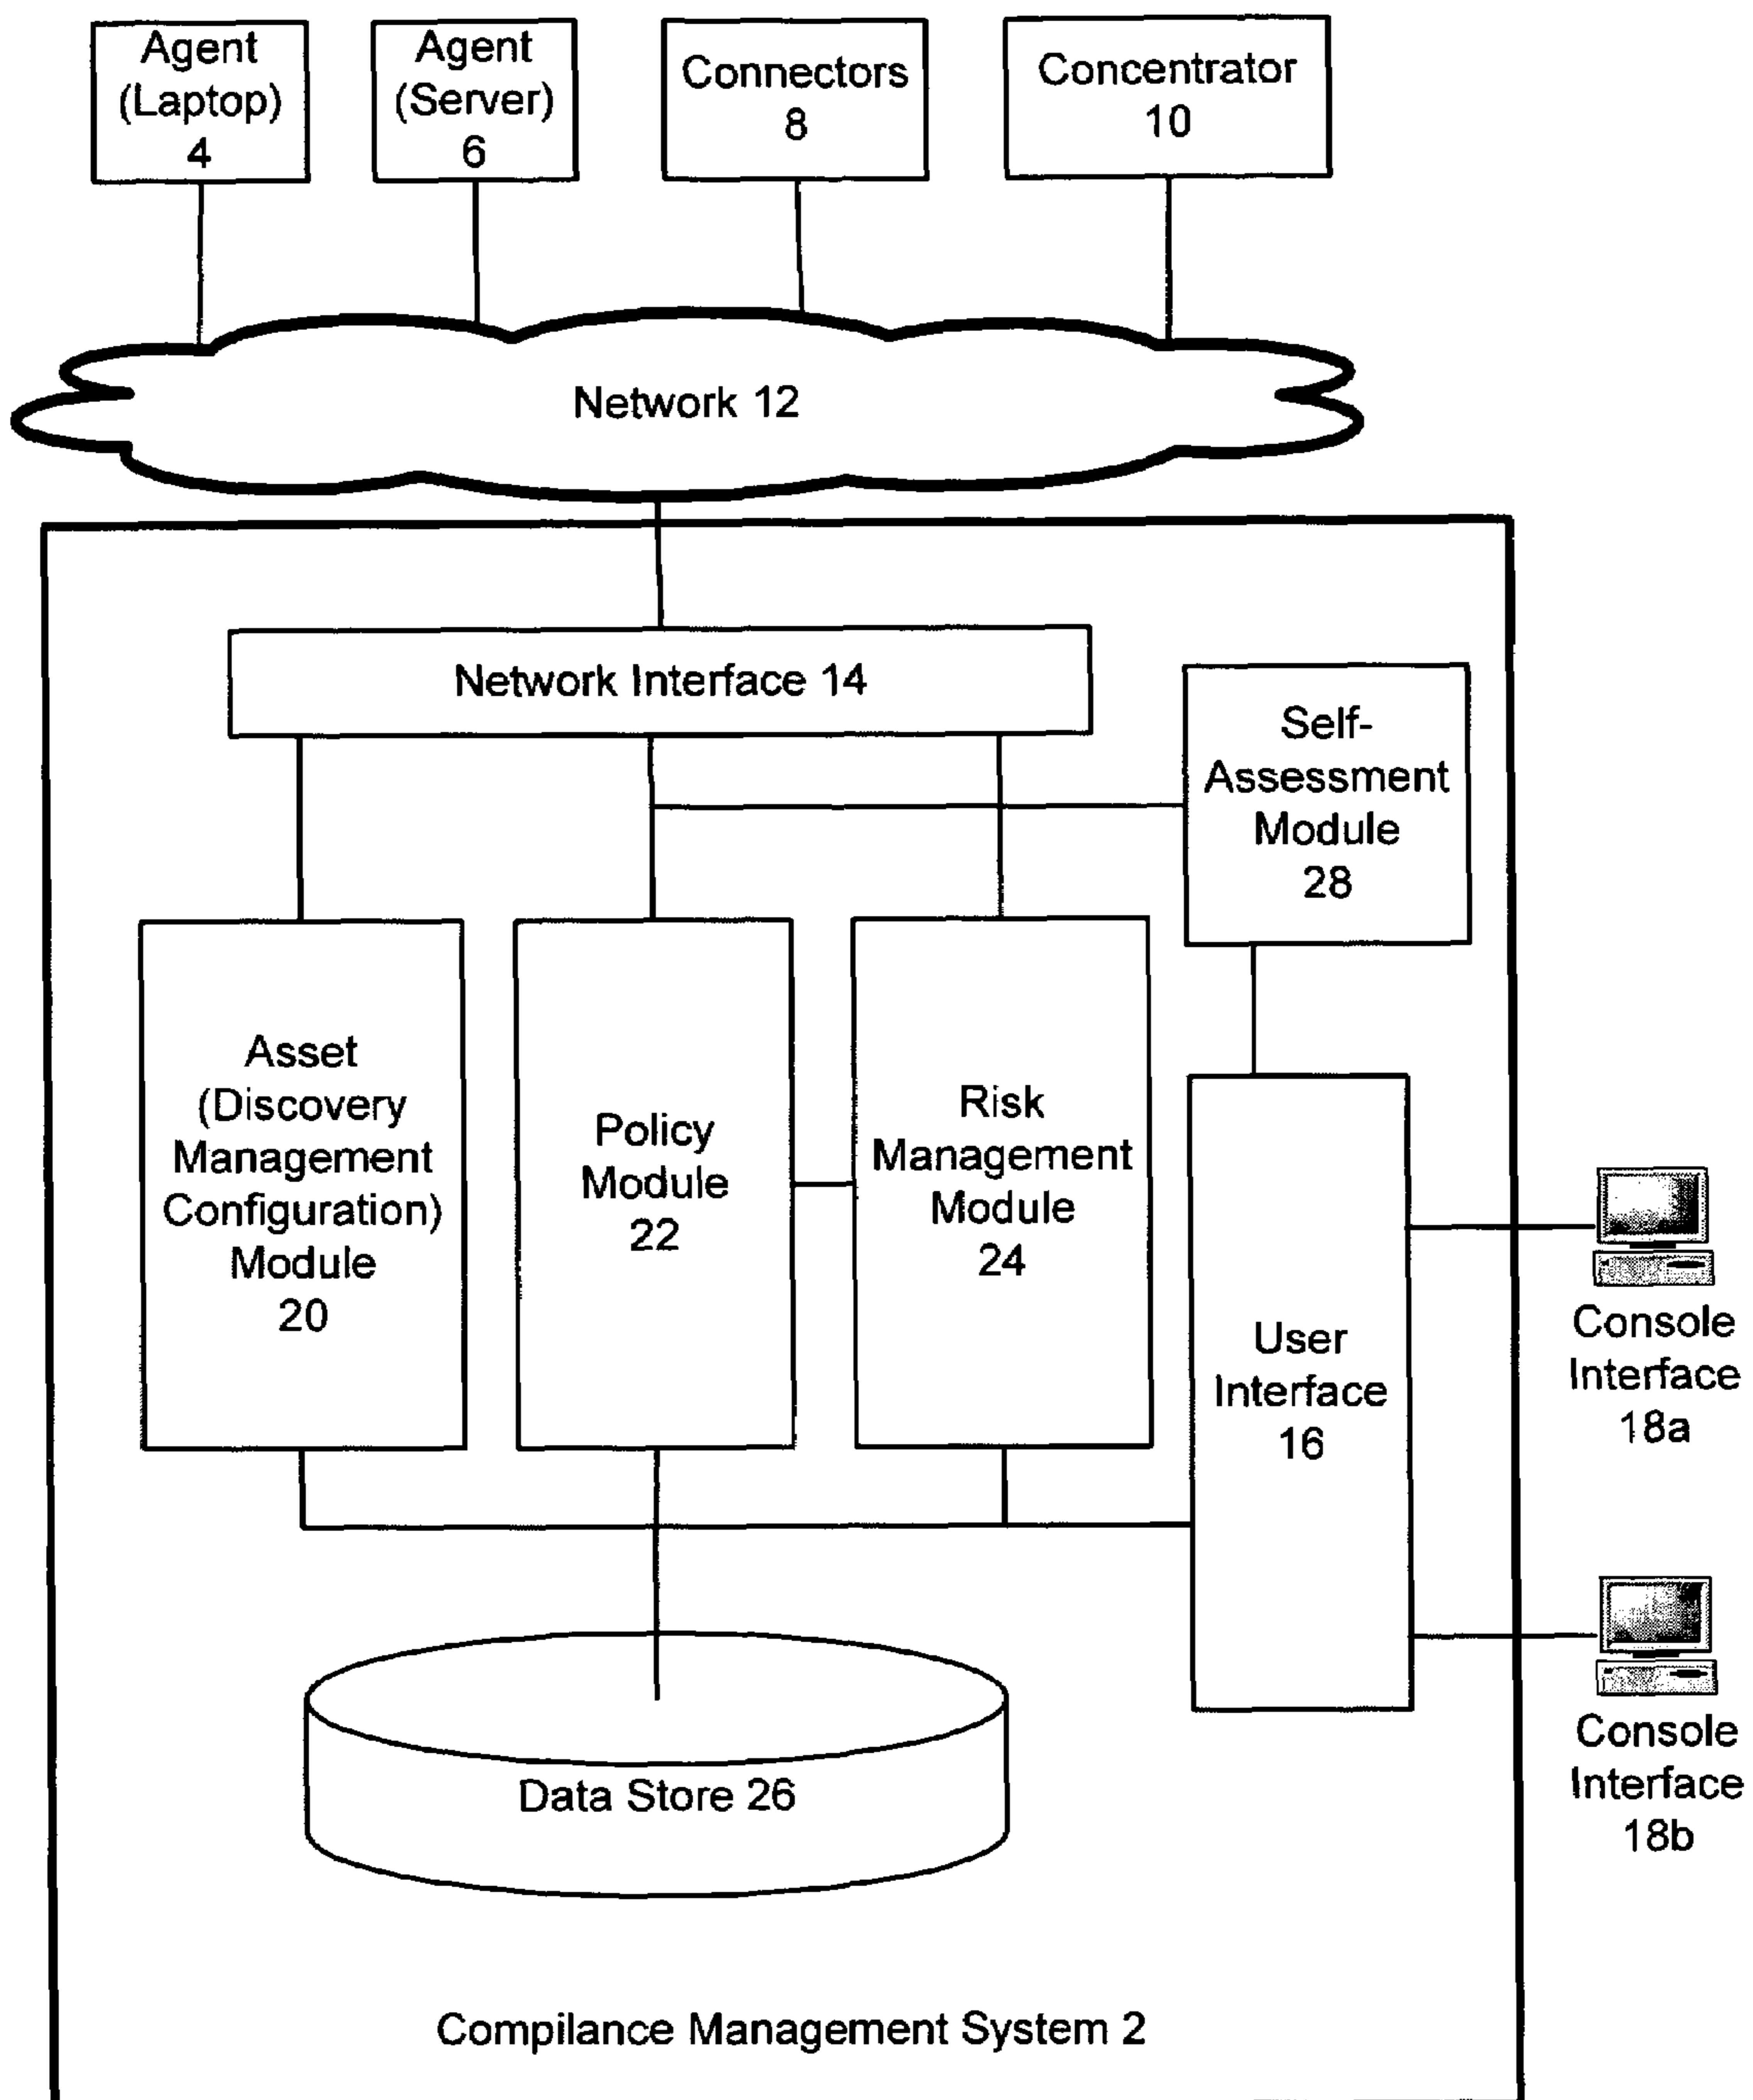 Agent
(Laptop)
4
Agent
(Server)
6
Connectors
8
Concentrator
10
Network 12
Network Interface 14
Self-
Assessment
Module
28
Asset
(Discovery
Management
Configuration)
Module
20
Policy
Module
22
Risk
Management
Module
24
User
Interface
16
Console
Interface
18a
Console
Interface
18b
Data Store 26
Compilance Management System 2